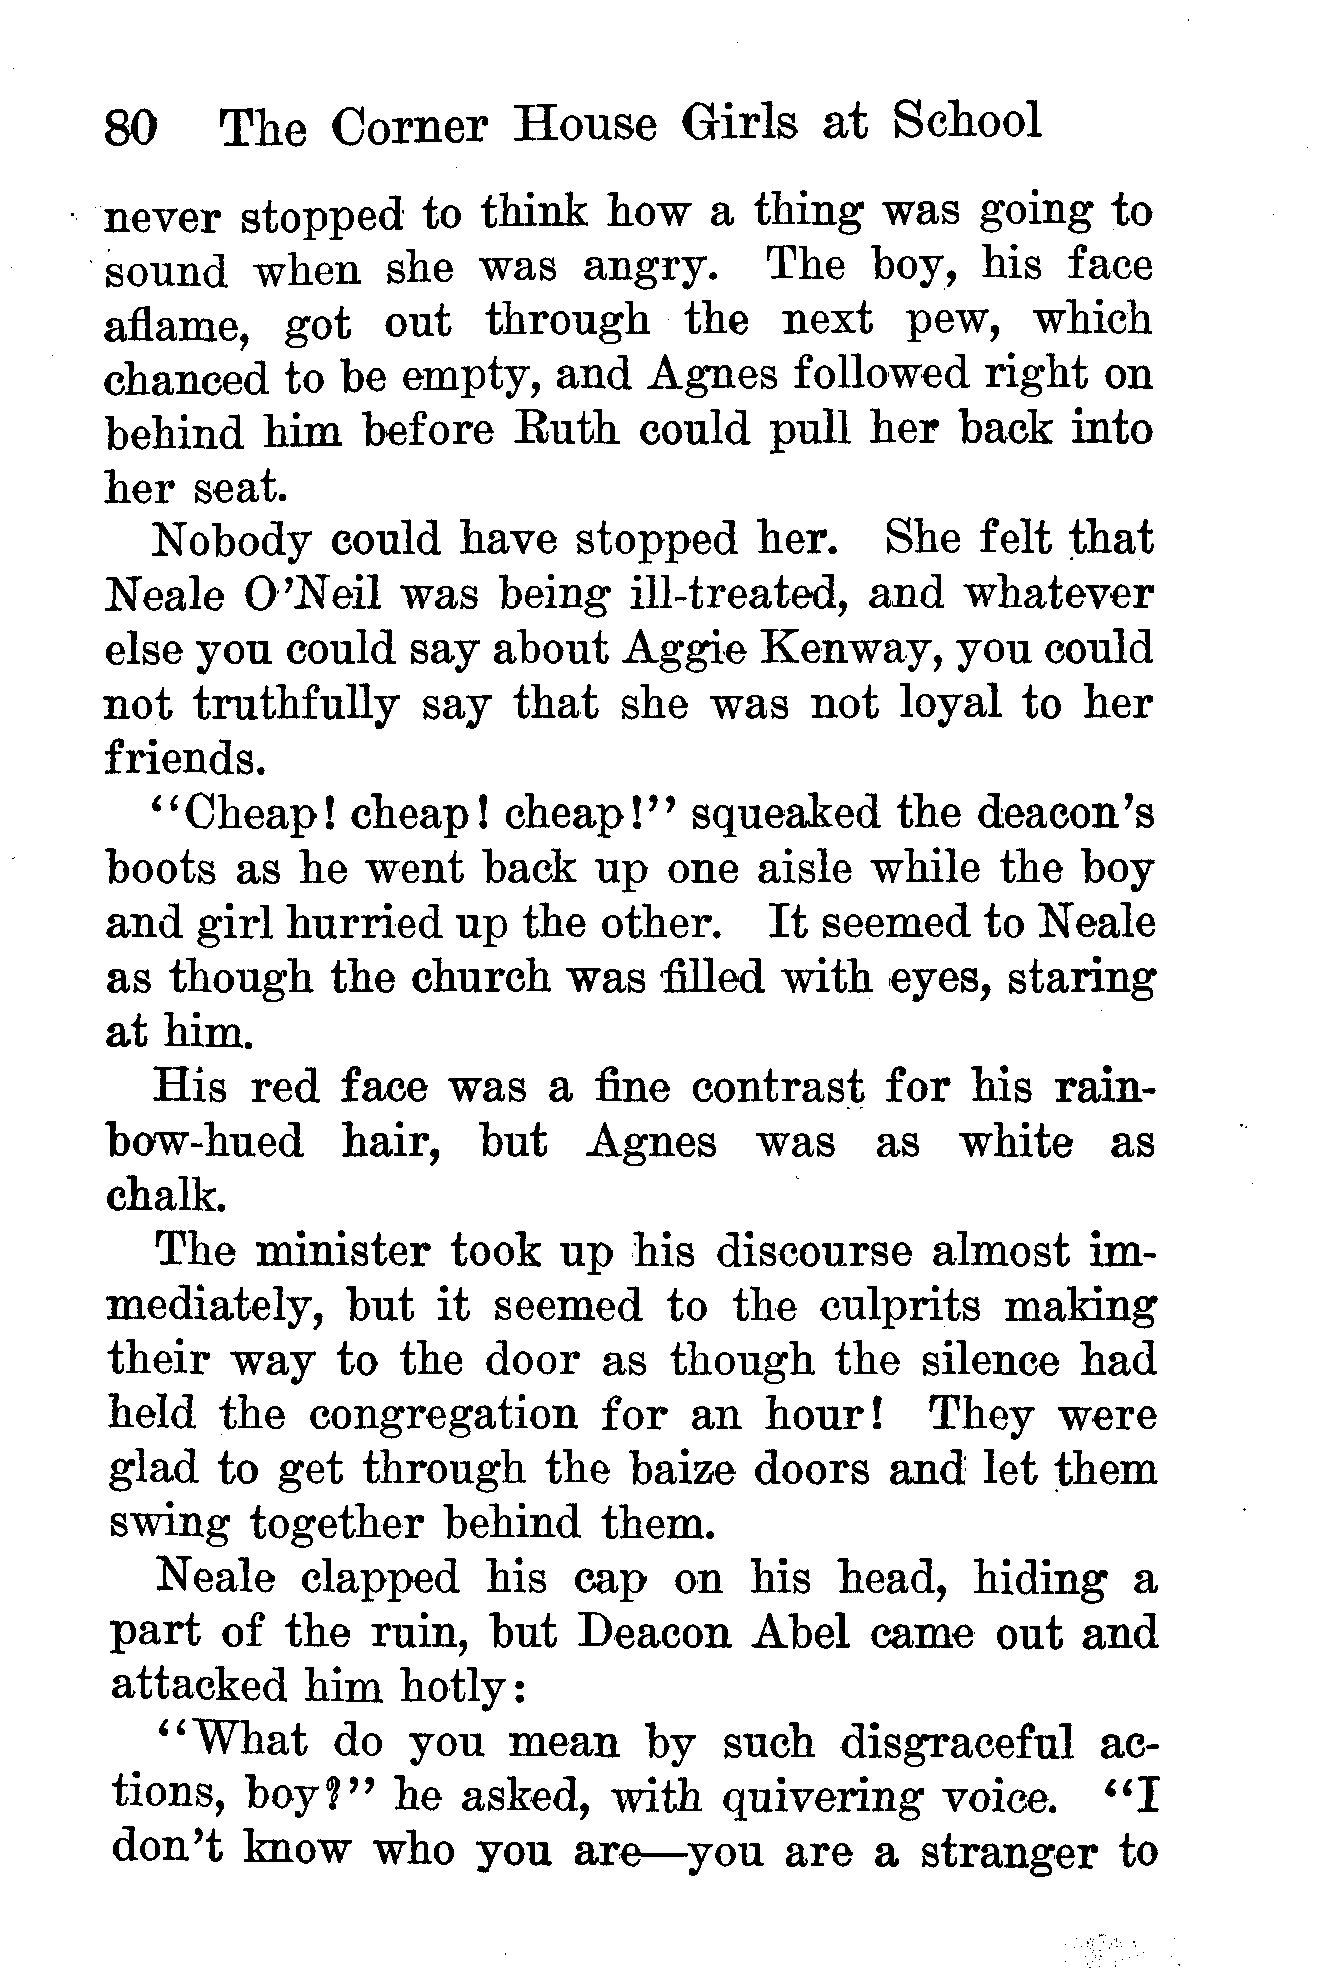 80 The Corner House Girls at School
never stopped to think how a thing was going to
sound when she was angry. The boy, his face
aflame, got out through the next pew, which
chanced to be empty, and Agnes followed right on
behind him before Ruth could pull her back into
her seat.
Nobody could have stopped her. She felt that
Neale O'Neil was being ill-treated, and whatever
else you could say about Aggie Kenway, you could
not truthfully say that she was not loyal to her
friends.
"Cheap! cheap! cheap!" squeaked the deacon's
boots as he went back up one aisle while the boy
and girl hurried up the other. It seemed to Neale
as though the church was filled with eyes, staring
at him.
His red face was a fine contrast for his rain-
bow-hued hair, but Agnes was as white as
chalk.
The minister took up his discourse almost im-
mediately, but it seemed to the culprits making
their way to the door as though the silence had
held the congregation for an hour! They were
glad to get through the baize doors and let them
swing together behind them.
Neale clapped his cap on his head, hiding a
part of the ruin, but Deacon Abel came out and
attacked him hotly:
"What do you mean by such disgraceful ac-
tions, boy?" he asked, with quivering voice. "I
don't know who you are—you are a stranger to